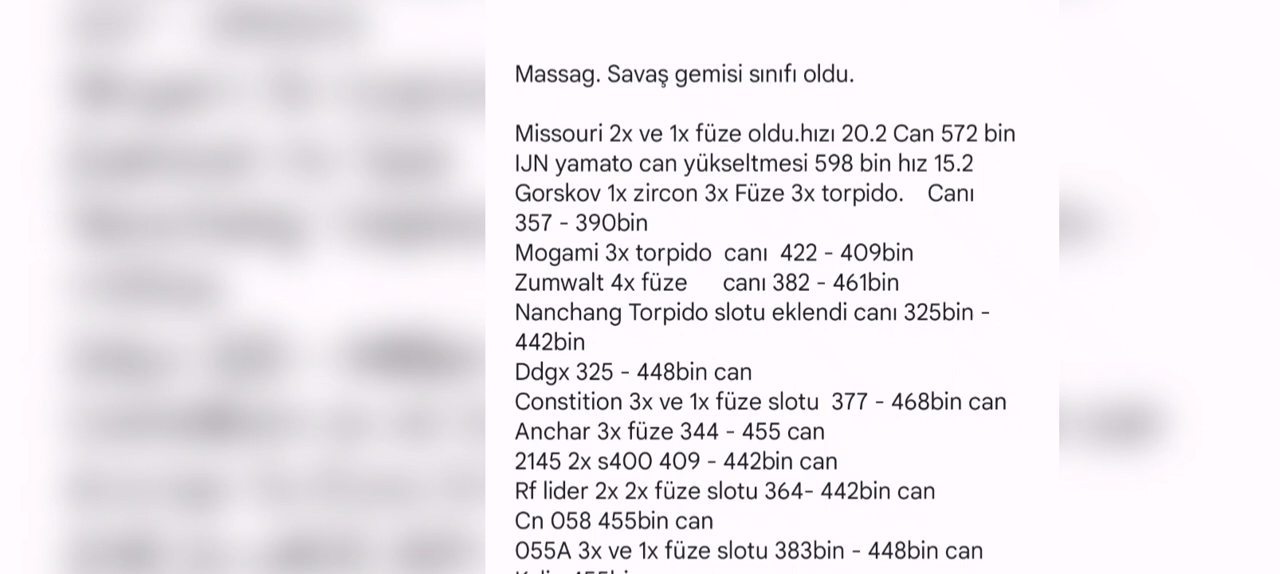 Massag. Savaş gemisi sınıfı oldu.
Missouri 2x ve 1x füze oldu.hızı 20.2 Can 572 bin
IJN yamato can yükseltmesi 598 bin hız 15.2
Gorskov 1x zircon 3x Füze 3x torpido. Canı
357 - 390bin
Mogami 3x torpido canı 422 - 409bin
Zumwalt 4x füze canı 382 - 461bin
Nanchang Torpido slotu eklendi canı 325bin -
442bin
Ddgx 325 - 448bin can
Constition 3x ve 1x füze slotu 377 - 468bin can
Anchar 3x füze 344 - 455 can
2145 2x s400 409 - 442bin can
Rf lider 2x 2x füze slotu 364- 442bin can
Cn 058 455bin can
055A 3x ve 1x füze slotu 383bin - 448bin can